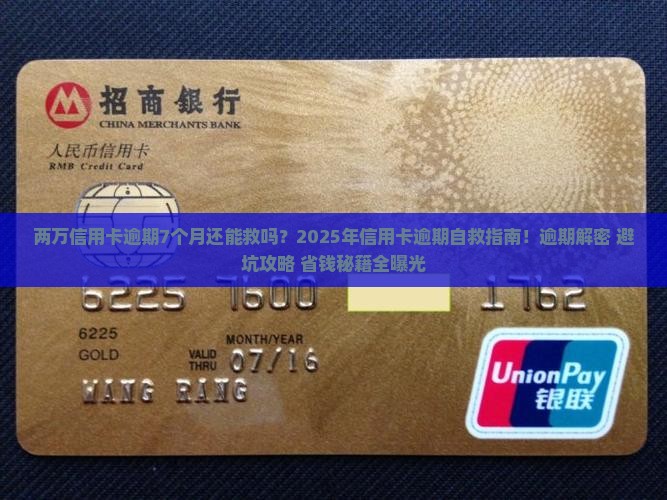 招商银行
CHINA MERCHANTS BANK
人民币信用卡
RMB Credit Card
两万信用卡逾期7个月还能救吗？2025年信用卡逾期自救指南！逾期解密 避
坑攻略 省钱秘籍全曝光
6225 7600 1762
6225
MONTH/YEAR
GOLD VALID THRU 07/16
WANG RANG
UnionPay
银联